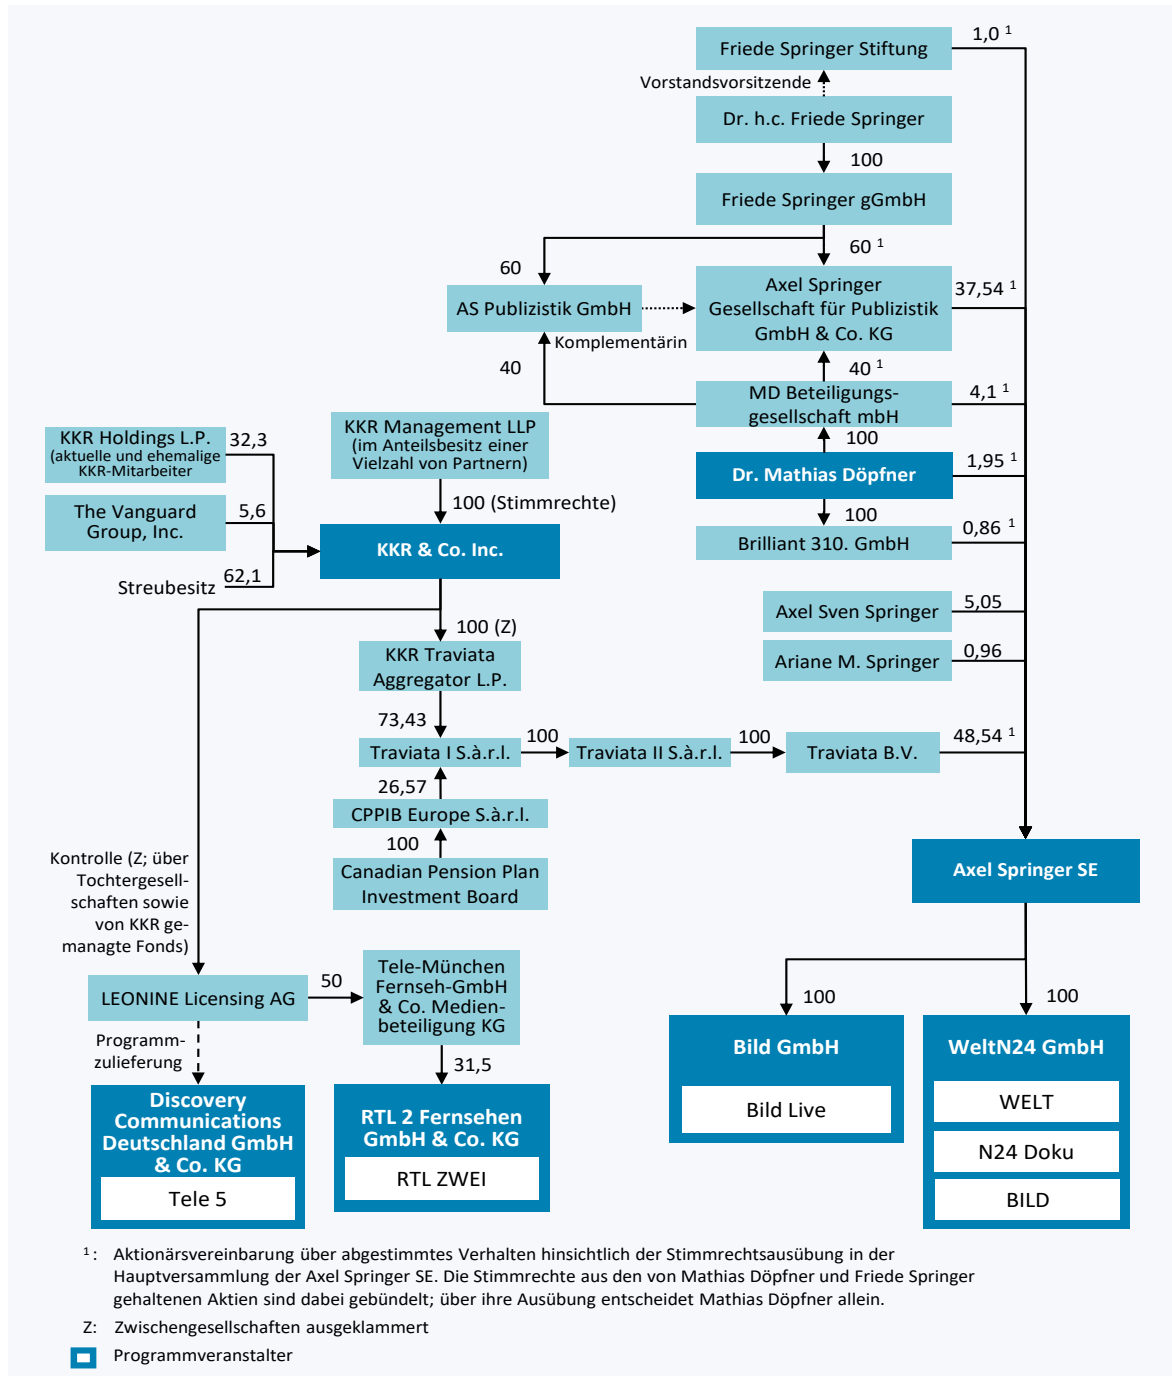 Friede Springer Stiftung
1,0 ¹
Vorstandsvorsitzende
Dr. h.c. Friede Springer
100
Friede Springer gGmbH
60 ¹
60
AS Publizistik GmbH
Axel Springer
Gesellschaft für Publizistik
GmbH & Co. KG
37,54 ¹
Komplementärin
40
40 ¹
MD Beteiligungs-
gesellschaft mbH
4,1 ¹
100
Dr. Mathias Döpfner
1,95 ¹
100
Brilliant 310. GmbH
0,86 ¹
KKR Management LLP
(im Anteilsbesitz einer
Vielzahl von Partnern)
100 (Stimmrechte)
KKR Holdings L.P.
(aktuelle und ehemalige
KKR-Mitarbeiter
32,3
The Vanguard
Group, Inc.
5,6
Streubesitz
62,1
KKR & Co. Inc.
Axel Sven Springer
5,05
Ariane M. Springer
0,96
100 (Z)
KKR Traviata
Aggregator L.P.
73,43
Traviata I S.à.r.l.
100
Traviata II S.à.r.l.
100
Traviata B.V.
48,54 ¹
26,57
CPPIB Europe S.à.r.l.
100
Canadian Pension Plan
Investment Board
Axel Springer SE
Kontrolle (Z; über
Tochtergesell-
schaften sowie
von KKR ge-
managte Fonds)
LEONINE Licensing AG
50
Tele-München
Fernseh-GmbH
& Co. Medien-
beteiligung KG
Programm-
zulieferung
31,5
100
100
Discovery
Communications
Deutschland GmbH
& Co. KG
Tele 5
RTL 2 Fernsehen
GmbH & Co. KG
RTL ZWEI
Bild GmbH
Bild Live
WeltN24 GmbH
WELT
N24 Doku
BILD
¹ : Aktionärsvereinbarung über abgestimmtes Verhalten hinsichtlich der Stimmrechtsausübung in der
Hauptversammlung der Axel Springer SE. Die Stimmrechte aus den von Mathias Döpfner und Friede Springer
gehaltenen Aktien sind dabei gebündelt; über ihre Ausübung entscheidet Mathias Döpfner allein.
Z: Zwischengesellschaften ausgeklammert
Programmveranstalter